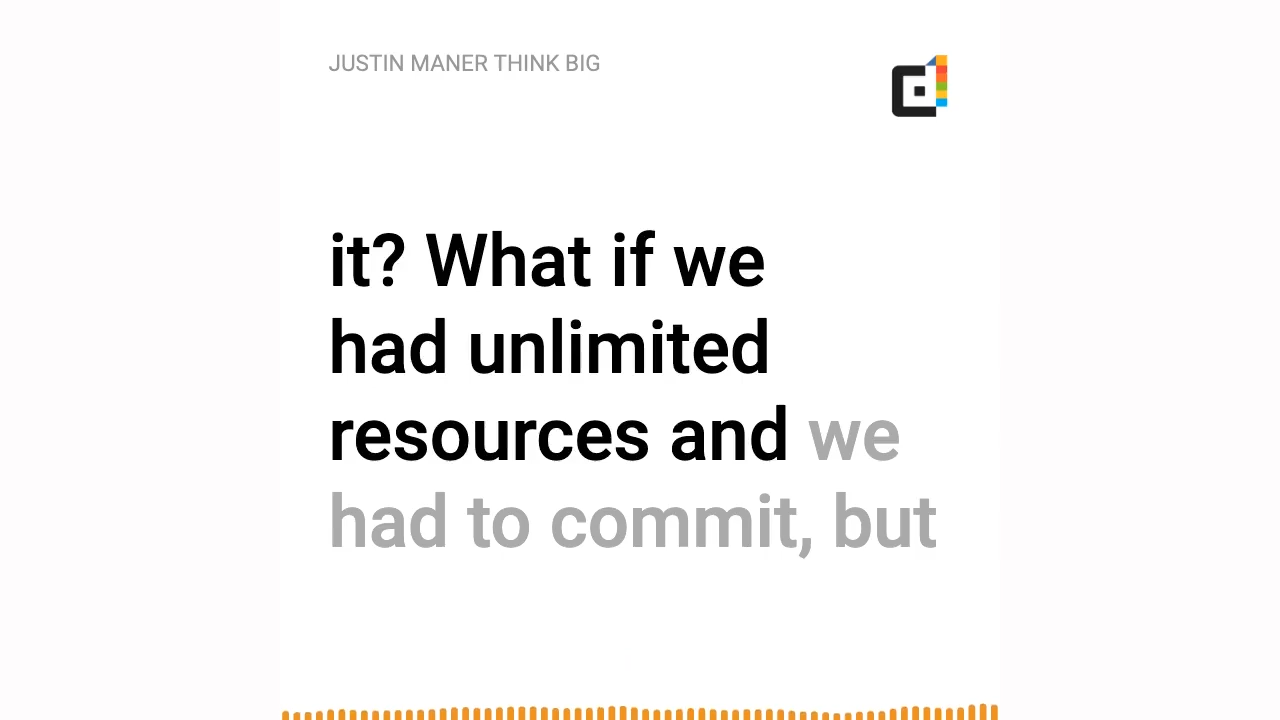 JUSTIN MANER THINK BIG
it? What if we
had unlimited
resources and we
had to commit, but